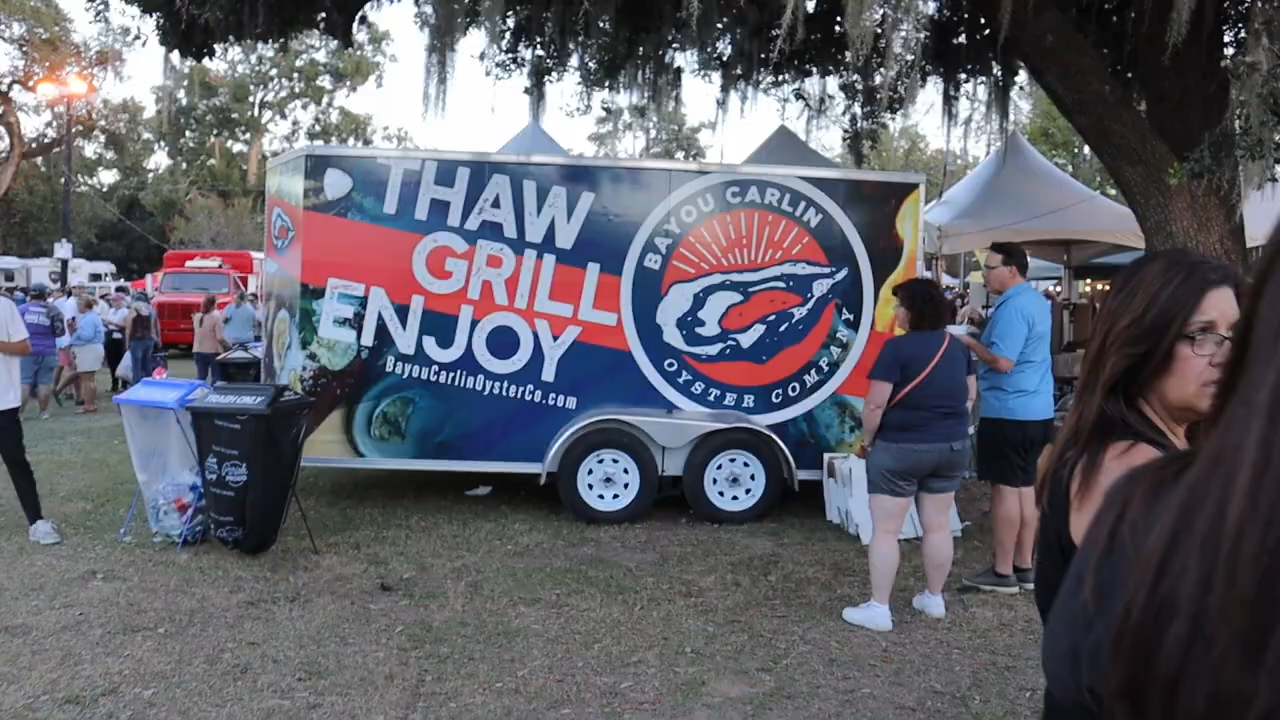 THAW
GRILL
ENJOY
BayouCarlinOysterCo.com
BAYOU CARLIN
OYSTER COMPANY
TRASH ONLY